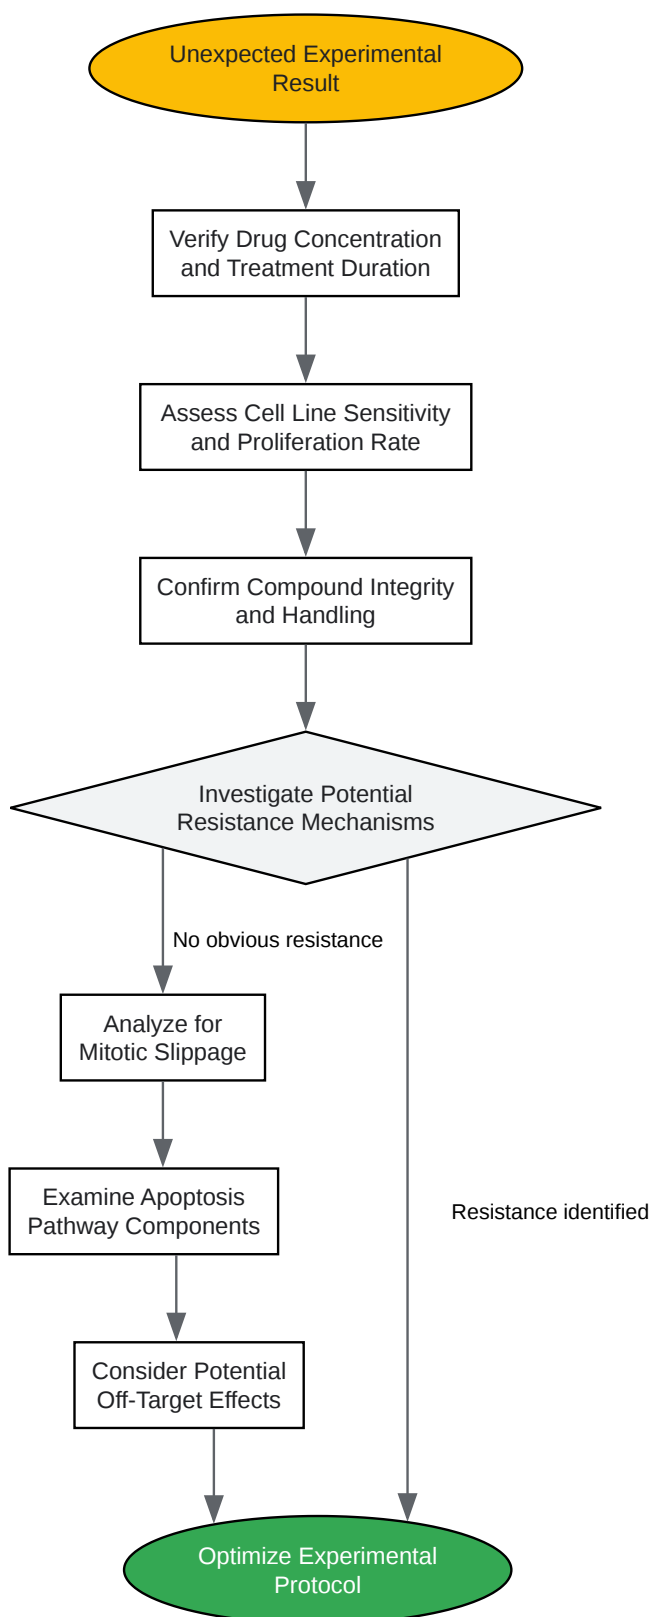 Unexpected Experimental
Result
Verify Drug Concentration
and Treatment Duration
Assess Cell Line Sensitivity
and Proliferation Rate
Confirm Compound Integrity
and Handling
Investigate Potential
Resistance Mechanisms
No obvious resistance
Analyze for
Mitotic Slippage
Examine Apoptosis
Pathway Components
Resistance identified
Consider Potential
Off-Target Effects
Optimize Experimental
Protocol